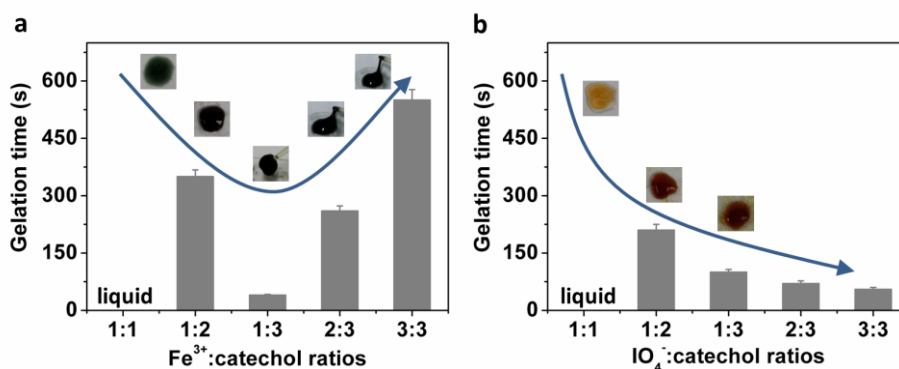 a
Gelation time (s)
600
450
300
150
0
liquid
1:1 1:2 1:3 2:3 3:3
Fe³⁺:catechol ratios
b
Gelation time (s)
600
450
300
150
0
liquid
1:1 1:2 1:3 2:3 3:3
IO₄⁻:catechol ratios